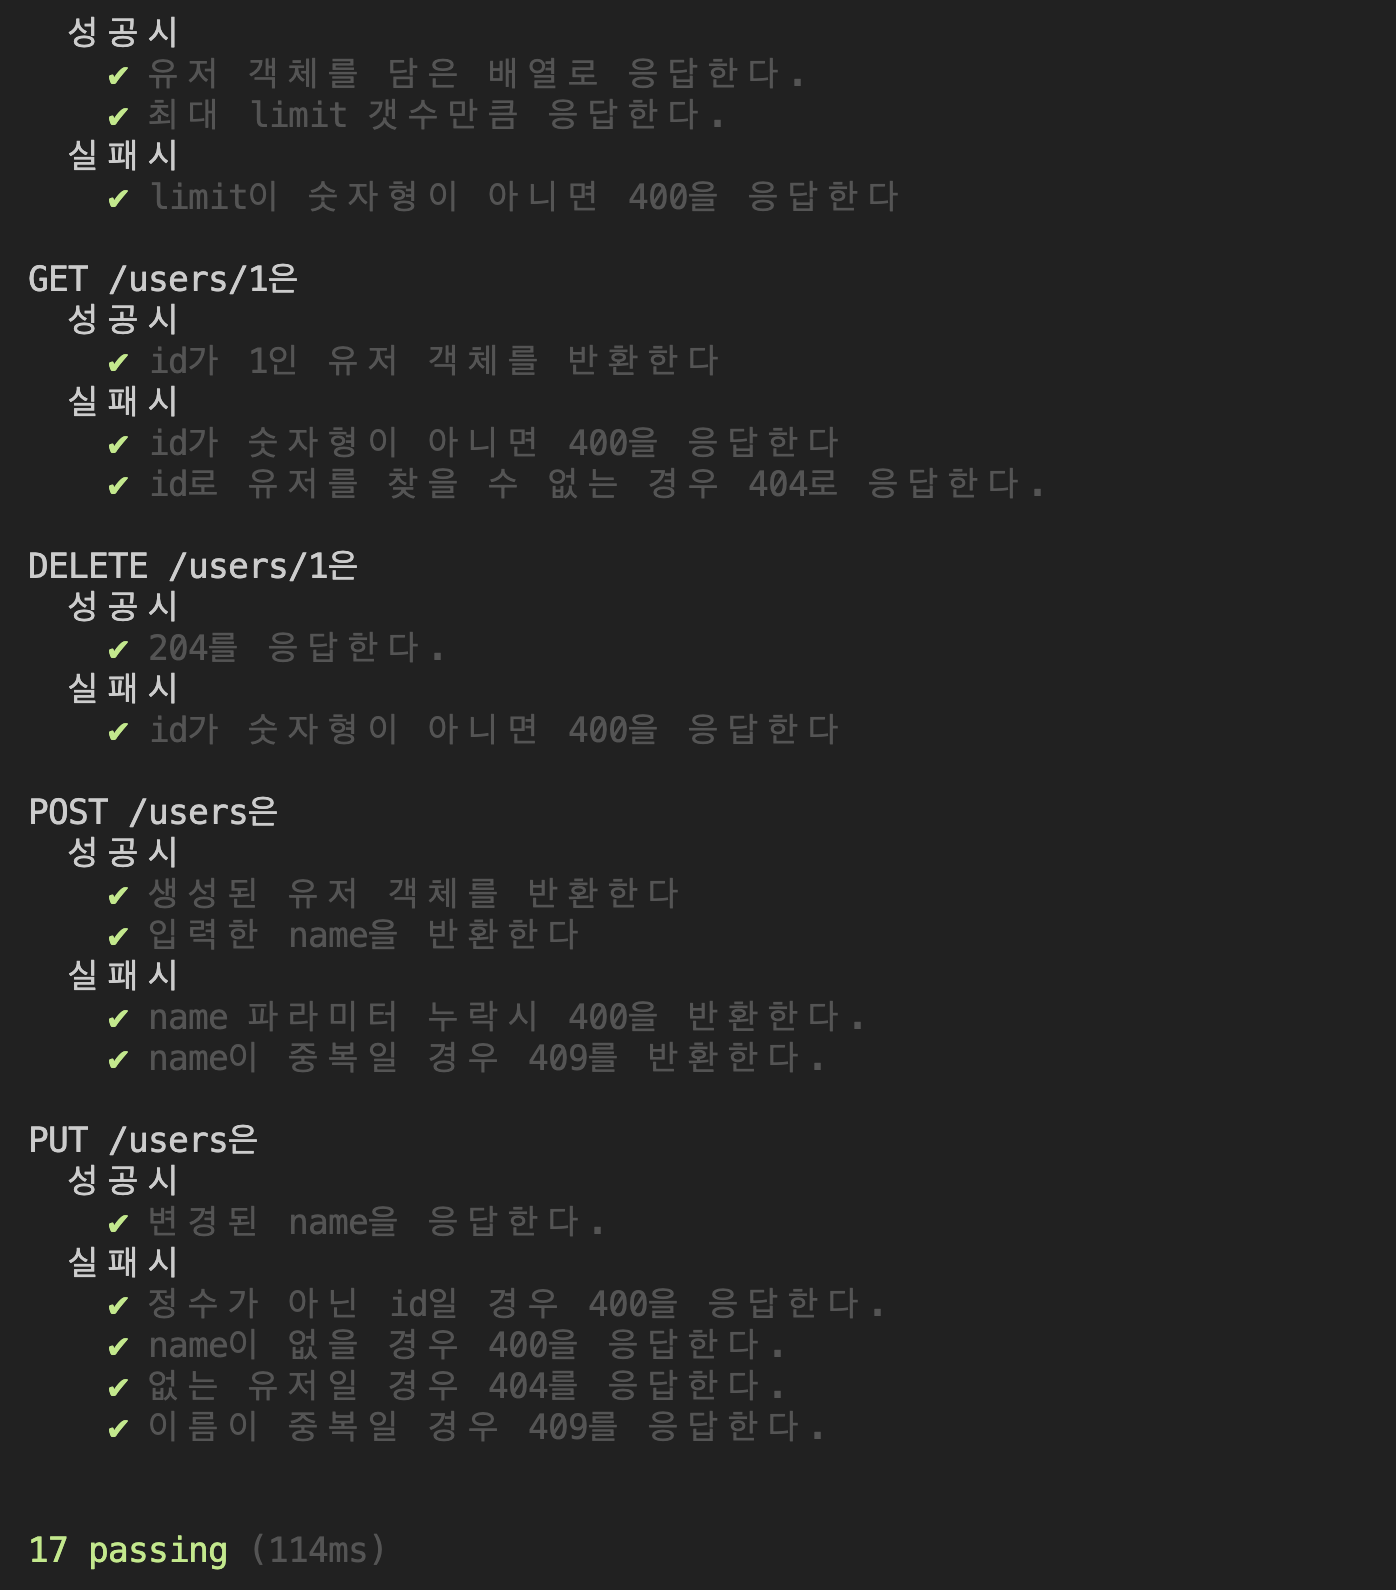 성공시
✔ 유저 객체를 담은 배열로 응답한다.
✔ 최대 limit 갯수만큼 응답한다.
실패시
✔ limit이 숫자형이 아니면 400을 응답한다
GET /users/1은
성공시
✔ id가 1인 유저 객체를 반환한다
실패시
✔ id가 숫자형이 아니면 400을 응답한다
✔ id로 유저를 찾을 수 없는 경우 404로 응답한다.
DELETE /users/1은
성공시
✔ 204를 응답한다.
실패시
✔ id가 숫자형이 아니면 400을 응답한다
POST /users은
성공시
✔ 생성된 유저 객체를 반환한다
✔ 입력한 name을 반환한다
실패시
✔ name 파라미터 누락시 400을 반환한다.
✔ name이 중복일 경우 409를 반환한다.
PUT /users은
성공시
✔ 변경된 name을 응답한다.
실패시
✔ 정수가 아닌 id일 경우 400을 응답한다.
✔ name이 없을 경우 400을 응답한다.
✔ 없는 유저일 경우 404를 응답한다.
✔ 이름이 중복일 경우 409를 응답한다.
17 passing (114ms)